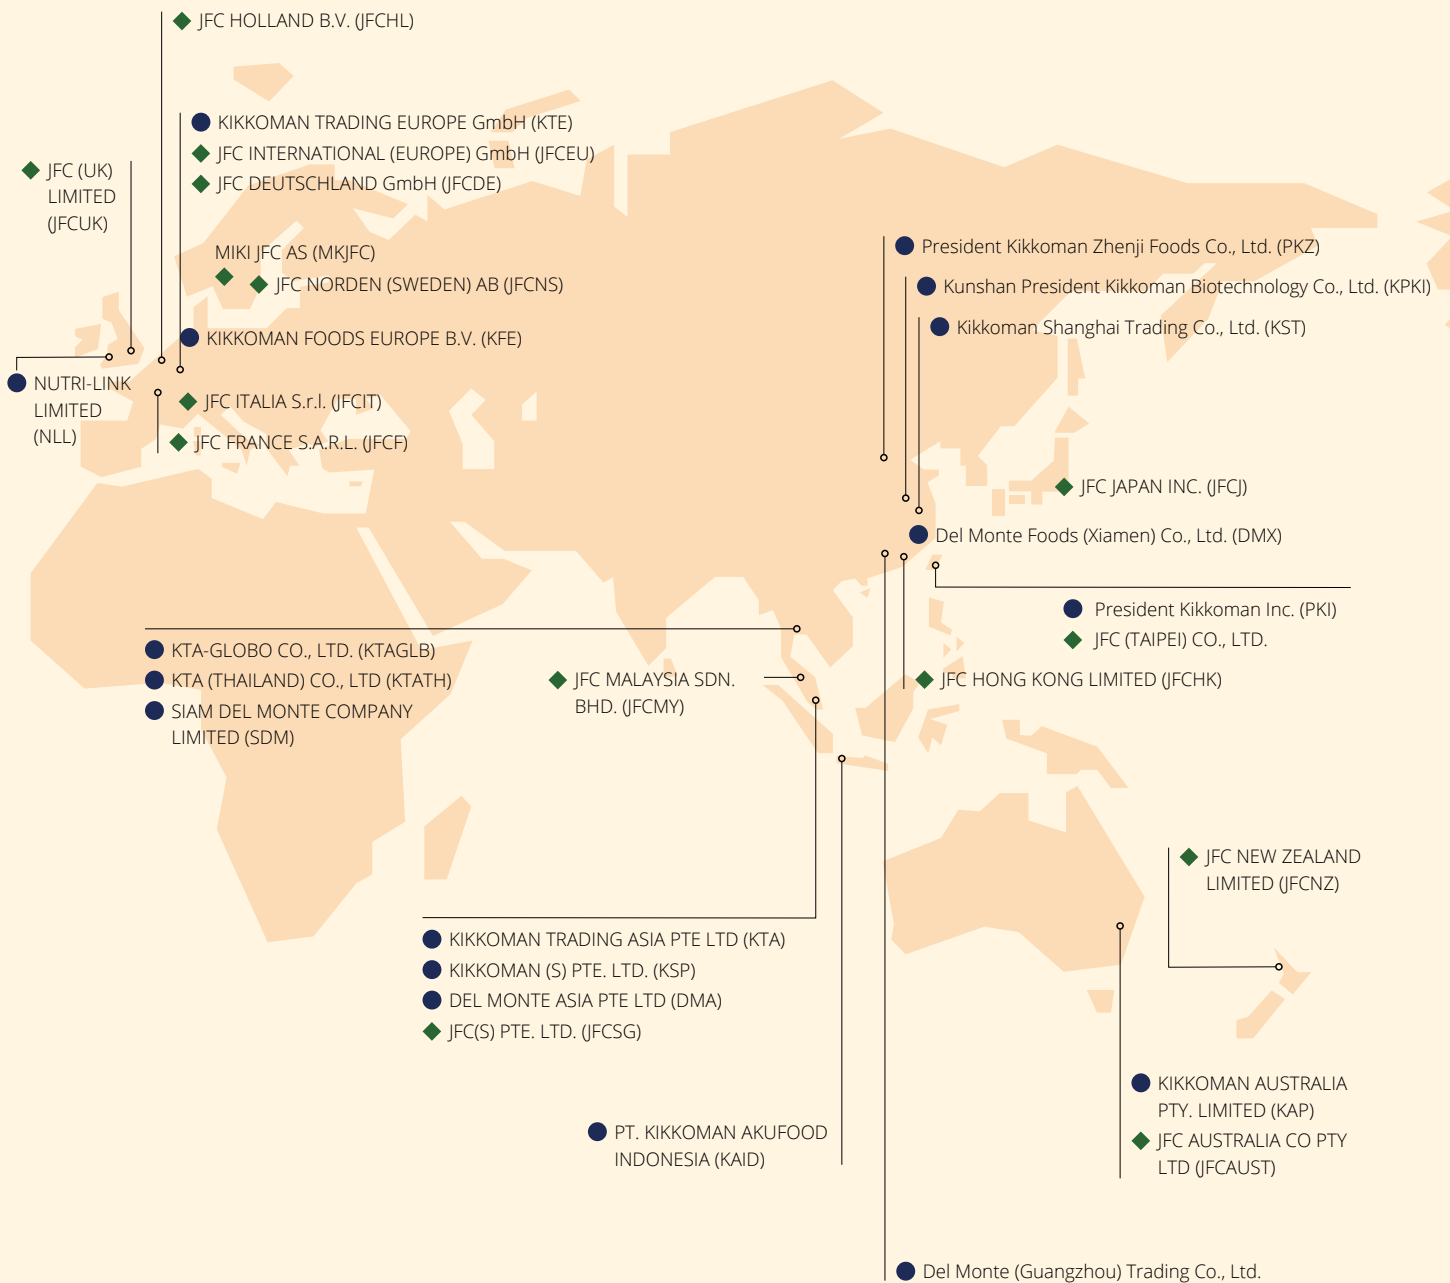 JFC HOLLAND B.V. (JFCHL)
KIKKOMAN TRADING EUROPE GmbH (KTE)
JFC INTERNATIONAL (EUROPE) GmbH (JFCEU)
JFC DEUTSCHLAND GmbH (JFCDE)
JFC (UK)
LIMITED
(JFCUK)
MIKI JFC AS (MKJFC)
JFC NORDEN (SWEDEN) AB (JFCNS)
KIKKOMAN FOODS EUROPE B.V. (KFE)
NUTRI-LINK
LIMITED
(NLL)
JFC ITALIA S.r.l. (JFCIT)
JFC FRANCE S.A.R.L. (JFCF)
President Kikkoman Zhenji Foods Co., Ltd. (PKZ)
Kunshan President Kikkoman Biotechnology Co., Ltd. (KPKI)
Kikkoman Shanghai Trading Co., Ltd. (KST)
JFC JAPAN INC. (JFCJ)
Del Monte Foods (Xiamen) Co., Ltd. (DMX)
President Kikkoman Inc. (PKI)
JFC (TAIPEI) CO., LTD.
JFC HONG KONG LIMITED (JFCHK)
KTA-GLOBO CO., LTD. (KTAGLB)
KTA (THAILAND) CO., LTD (KTATH)
SIAM DEL MONTE COMPANY
LIMITED (SDM)
JFC MALAYSIA SDN.
BHD. (JFCMY)
JFC NEW ZEALAND
LIMITED (JFCNZ)
KIKKOMAN TRADING ASIA PTE LTD (KTA)
KIKKOMAN (S) PTE. LTD. (KSP)
DEL MONTE ASIA PTE LTD (DMA)
JFC(S) PTE. LTD. (JFCSG)
PT. KIKKOMAN AKUFOOD
INDONESIA (KAID)
KIKKOMAN AUSTRALIA
PTY. LIMITED (KAP)
JFC AUSTRALIA CO PTY
LTD (JFCAUST)
Del Monte (Guangzhou) Trading Co., Ltd.